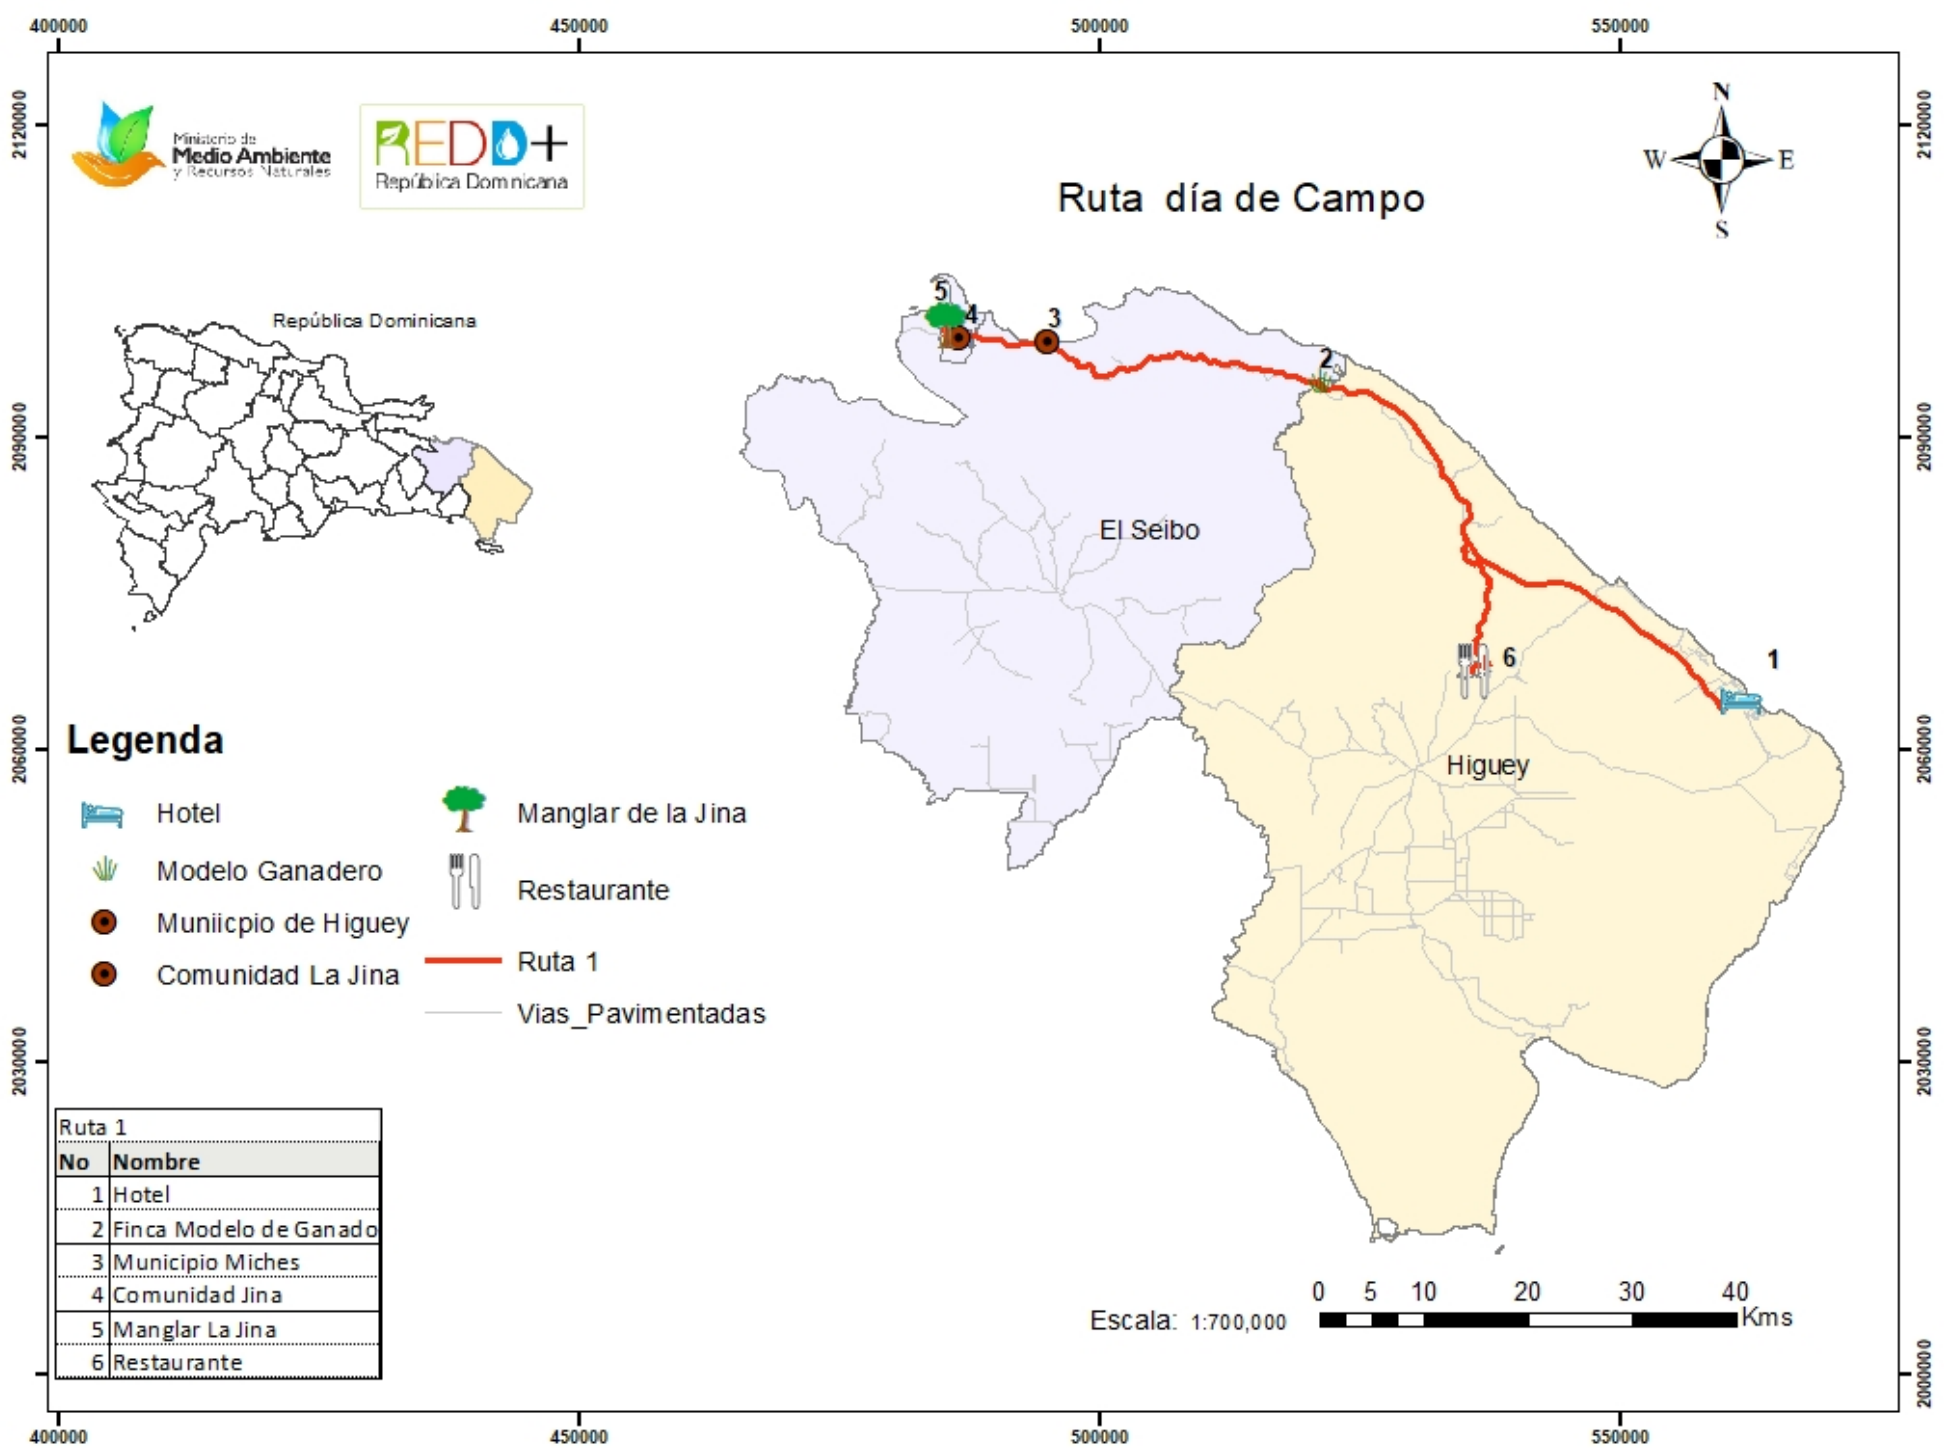 400000 450000 500000 550000
2120000 2120000
Ministerio de
Medio Ambiente
y Recursos Naturales
REDD+
República Dominicana
N
W E
S
Ruta día de Campo
República Dominicana
5
4
3
2
2090000 2090000
El Seibo
6
1
2060000 2060000
Higuey
Legenda
Hotel
Modelo Ganadero
Muniicpio de Higuey
Comunidad La Jina
Manglar de la Jina
Restaurante
Ruta 1
Vias_Pavimentadas
2030000 2030000
Ruta 1
No Nombre
1 Hotel
2 Finca Modelo de Ganado
3 Municipio Miches
4 Comunidad Jina
5 Manglar La Jina
6 Restaurante
Escala: 1:700,000
0 5 10 20 30 40
Kms
2000000
400000 450000 500000 550000